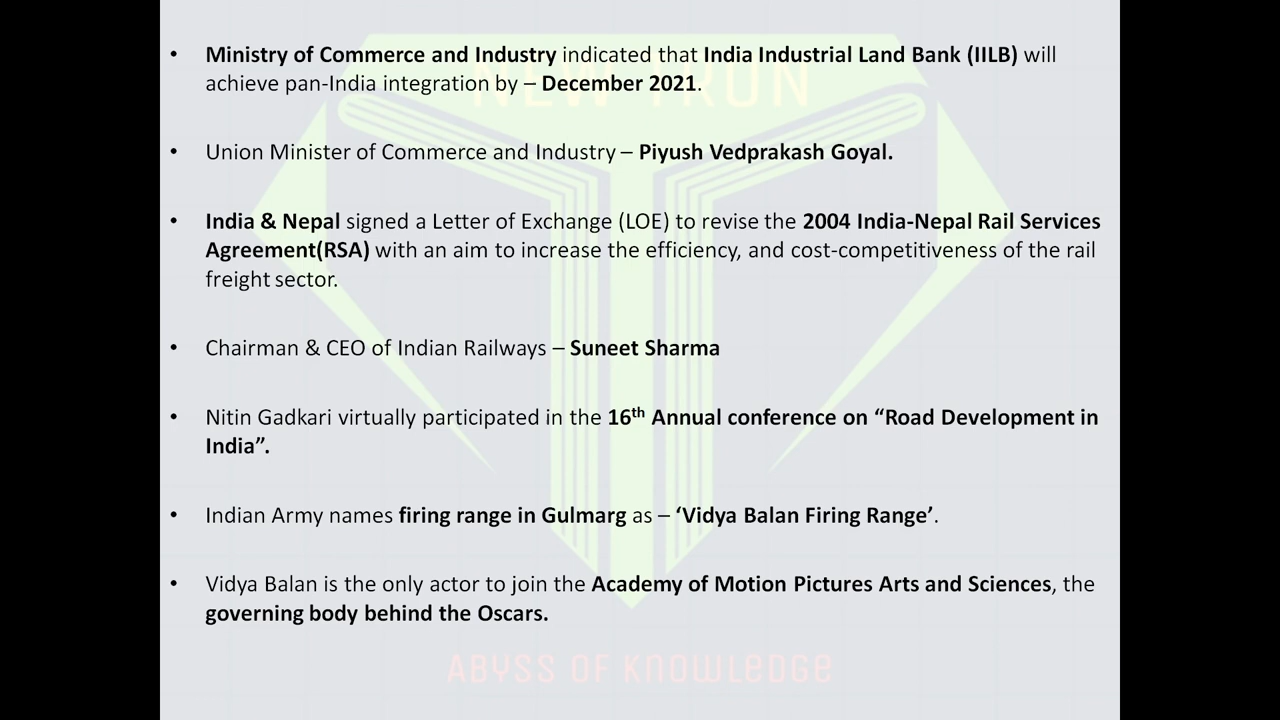 NEW TRON
• Ministry of Commerce and Industry indicated that India Industrial Land Bank (IILB) will
achieve pan-India integration by – December 2021.
• Union Minister of Commerce and Industry – Piyush Vedprakash Goyal.
• India & Nepal signed a Letter of Exchange (LOE) to revise the 2004 India-Nepal Rail Services
Agreement(RSA) with an aim to increase the efficiency, and cost-competitiveness of the rail
freight sector.
• Chairman & CEO of Indian Railways – Suneet Sharma
• Nitin Gadkari virtually participated in the 16th Annual conference on “Road Development in
India”.
• Indian Army names firing range in Gulmarg as – ‘Vidya Balan Firing Range’.
• Vidya Balan is the only actor to join the Academy of Motion Pictures Arts and Sciences, the
governing body behind the Oscars.
ABYSS OF KNOWLEDGE